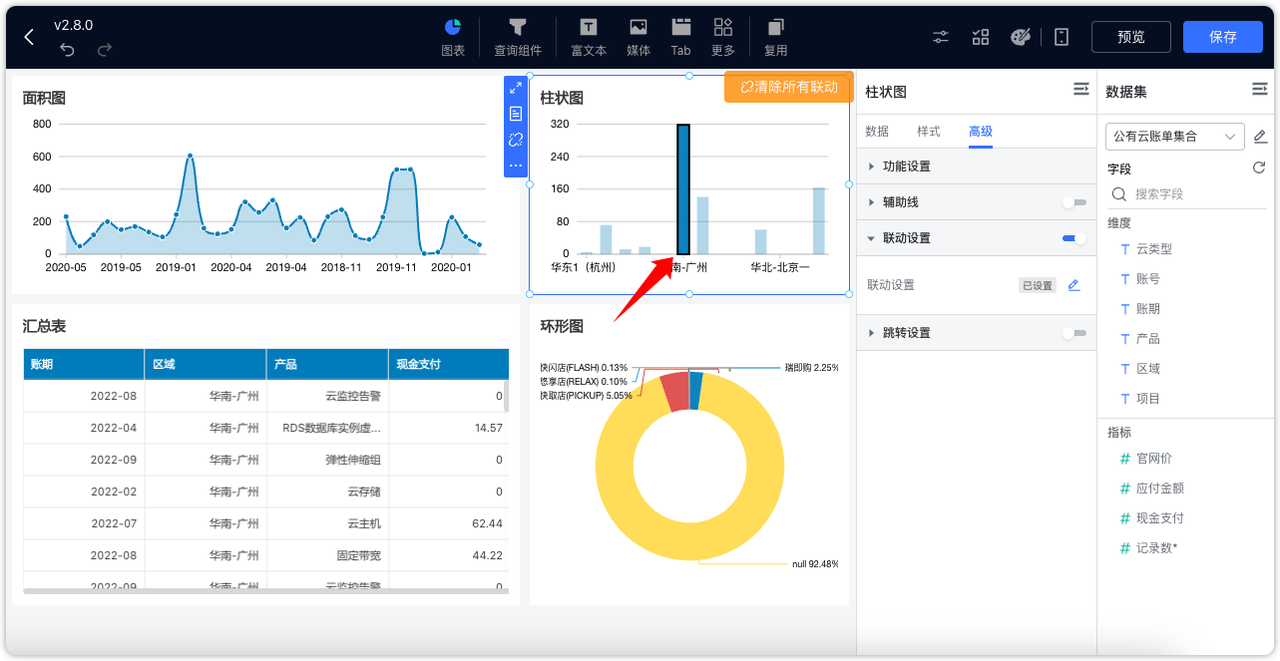 v2.8.0
图表
查询组件
富文本
媒体
Tab
更多
复用
预览
保存
面积图
800
600
400
200
0
2020-05
2019-05
2019-01
2020-04
2019-04
2018-11
2019-11
2020-01
柱状图
清除所有联动
320
240
160
80
0
华东1（杭州）
南-广州
华北-北京一
汇总表
账期 区域 产品 现金支付
2022-08 华南-广州 云监控告警 0
2022-04 华南-广州 RDS数据库实例虚... 14.57
2022-09 华南-广州 弹性伸缩组 0
2022-02 华南-广州 云存储 0
2022-07 华南-广州 云主机 62.44
2022-08 华南-广州 固定带宽 44.22
2022-09 华南-广州 云监控告警 0
环形图
快闪店(FLASH) 0.13%
悠享店(RELAX) 0.10%
快取店(PICKUP) 5.05%
瑞即购 2.25%
null 92.48%
柱状图
数据
样式
高级
功能设置
辅助线
联动设置
联动设置
已设置
跳转设置
数据集
公有云账单集合
字段
搜索字段
维度
T 云类型
T 账号
T 账期
T 产品
T 区域
T 项目
指标
# 官网价
# 应付金额
# 现金支付
# 记录数*